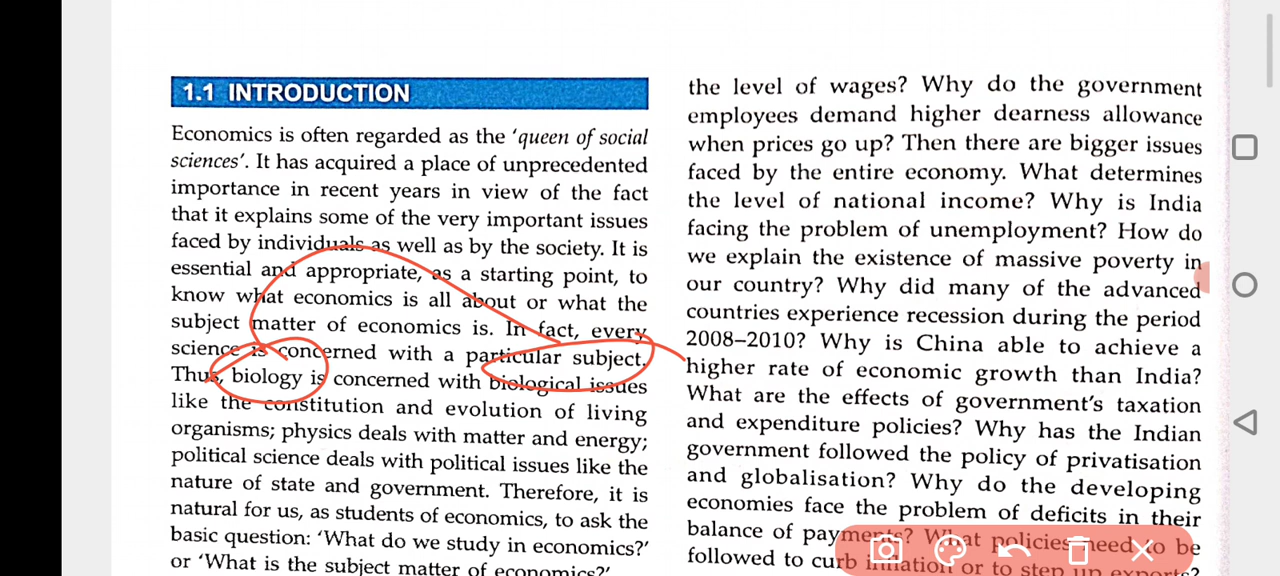 1.1 INTRODUCTION
Economics is often regarded as the ‘queen of social
sciences’. It has acquired a place of unprecedented
importance in recent years in view of the fact
that it explains some of the very important issues
faced by individuals as well as by the society. It is
essential and appropriate, as a starting point, to
know what economics is all about or what the
subject matter of economics is. In fact, every
science is concerned with a particular subject.
Thus, biology is concerned with biological issues
like the constitution and evolution of living
organisms; physics deals with matter and energy;
political science deals with political issues like the
nature of state and government. Therefore, it is
natural for us, as students of economics, to ask the
basic question: ‘What do we study in economics?’
or ‘What is the subject matter of economics?’
the level of wages? Why do the government
employees demand higher dearness allowance
when prices go up? Then there are bigger issues
faced by the entire economy. What determines
the level of national income? Why is India
facing the problem of unemployment? How do
we explain the existence of massive poverty in
our country? Why did many of the advanced
countries experience recession during the period
2008–2010? Why is China able to achieve a
higher rate of economic growth than India?
What are the effects of government’s taxation
and expenditure policies? Why has the Indian
government followed the policy of privatisation
and globalisation? Why do the developing
economies face the problem of deficits in their
balance of payments? What policies need to be
followed to curb inflation or to step up exports?